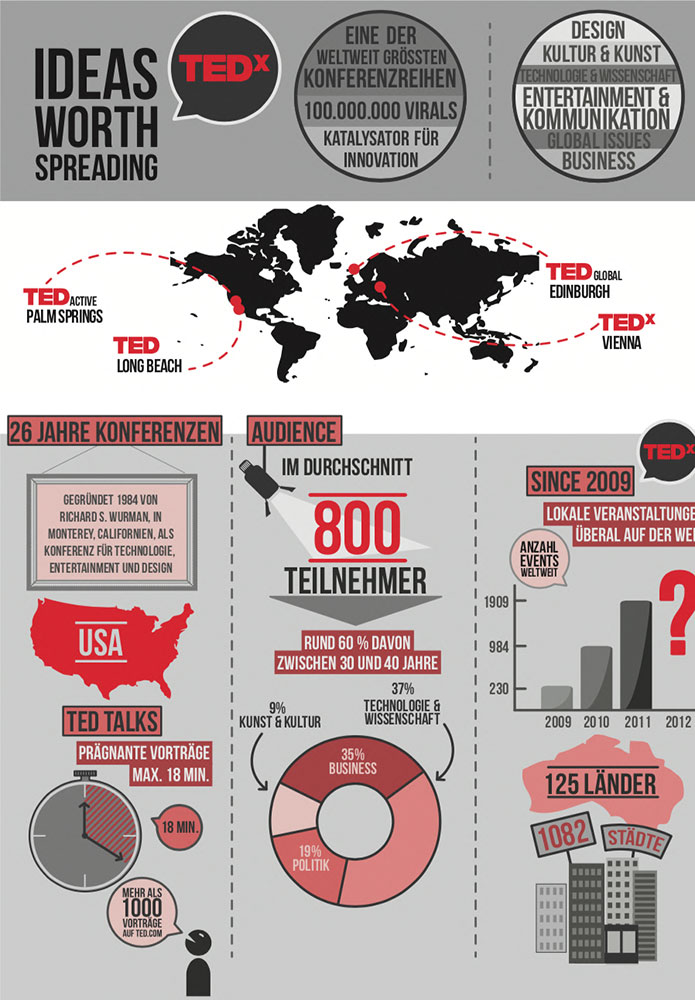 IDEAS
WORTH
SPREADING
TEDx
EINE DER
WELTWEIT GRÖSSTEN
KONFERENZREIHEN
100.000.000 VIRALS
KATALYSATOR FÜR
INNOVATION
DESIGN
KULTUR & KUNST
TECHNOLOGIE & WISSENSCHAFT
ENTERTAINMENT &
KOMMUNIKATION
GLOBAL ISSUES
BUSINESS
TED ACTIVE
PALM SPRINGS
TED
LONG BEACH
TED GLOBAL
EDINBURGH
TEDx
VIENNA
26 JAHRE KONFERENZEN
GEGRÜNDET 1984 VON
RICHARD S. WURMAN, IN
MONTEREY, CALIFORNIEN, ALS
KONFERENZ FÜR TECHNOLOGIE,
ENTERTAINMENT UND DESIGN
USA
TED TALKS
PRÄGNANTE VORTRÄGE
MAX. 18 MIN.
18 MIN.
MEHR ALS
1000
VORTRÄGE
AUF TED.COM
AUDIENCE
IM DURCHSCHNITT
800
TEILNEHMER
RUND 60 % DAVON
ZWISCHEN 30 UND 40 JAHRE
9%
KUNST & KULTUR
37%
TECHNOLOGIE &
WISSENSCHAFT
35%
BUSINESS
19%
POLITIK
TEDx
SINCE 2009
LOKALE VERANSTALTUNGE
ÜBERAL AUF DER WE
ANZAHL
EVENTS
WELTWEIT
?
1909
984
230
2009 2010 2011 2012
125 LÄNDER
1082 STÄDTE